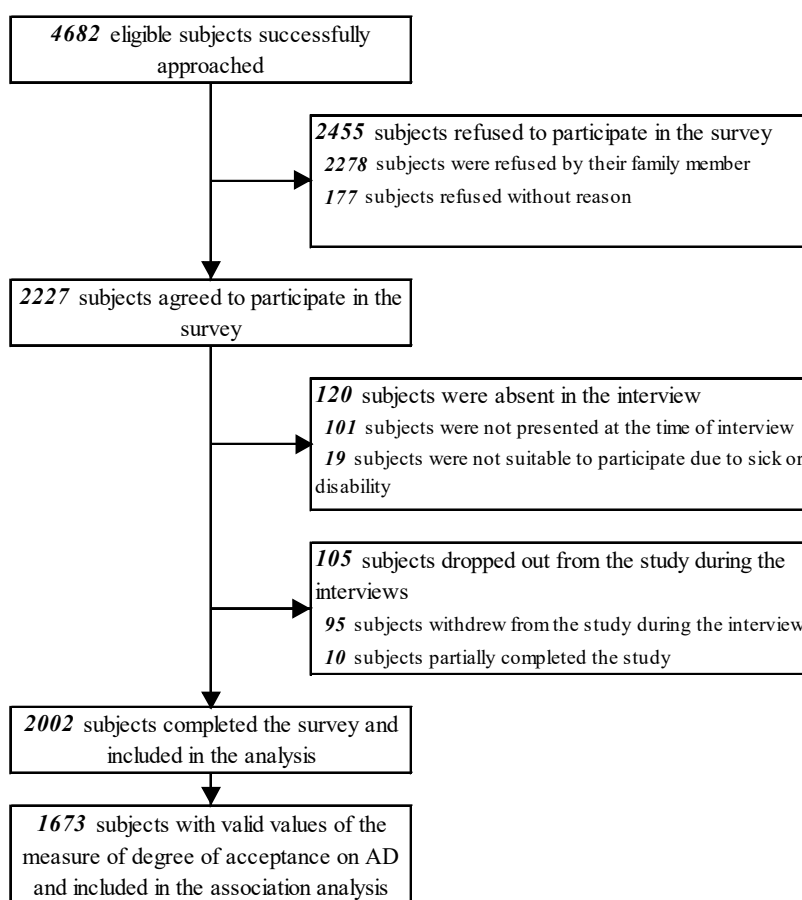 4682 eligible subjects successfully
approached
2455 subjects refused to participate in the survey
2278 subjects were refused by their family member
177 subjects refused without reason
2227 subjects agreed to participate in the
survey
120 subjects were absent in the interview
101 subjects were not presented at the time of interview
19 subjects were not suitable to participate due to sick or
disability
105 subjects dropped out from the study during the
interviews
95 subjects withdrew from the study during the interview
10 subjects partially completed the study
2002 subjects completed the survey and
included in the analysis
1673 subjects with valid values of the
measure of degree of acceptance on AD
and included in the association analysis